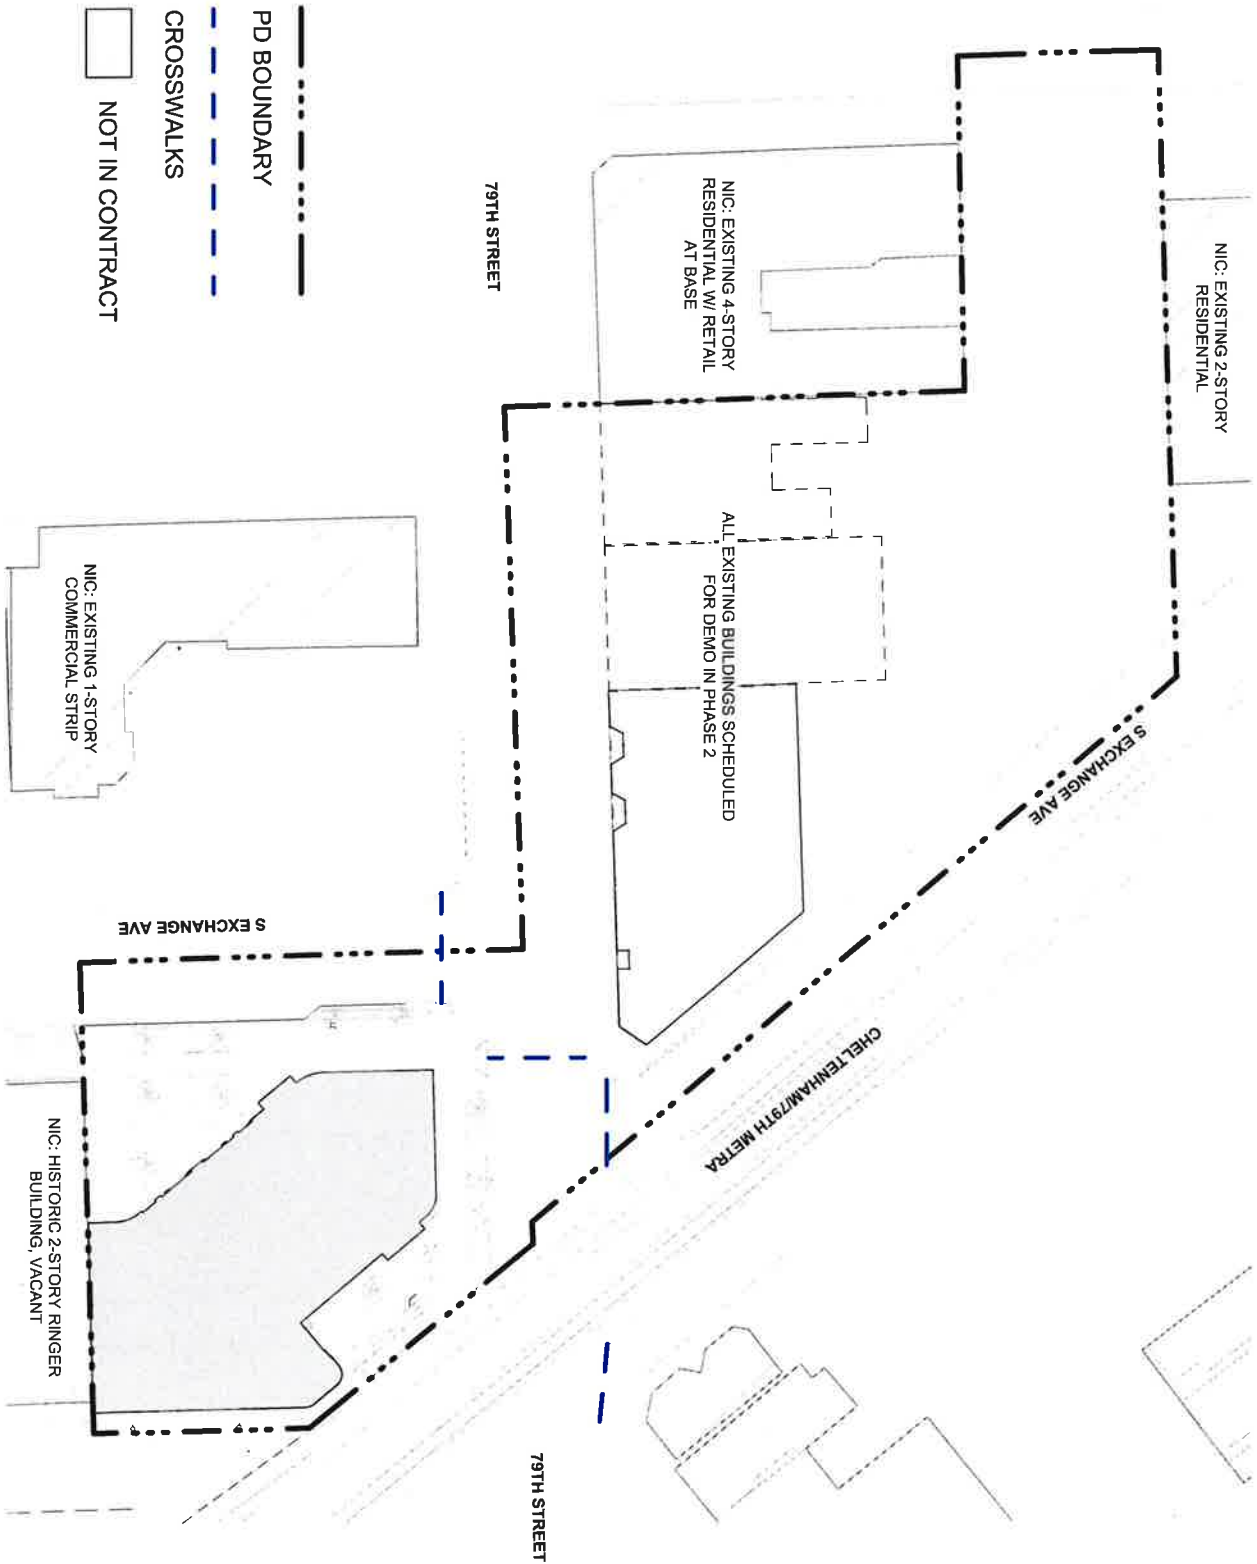 NIC: EXISTING 2-STORY
RESIDENTIAL
S EXCHANGE AVE
NIC: EXISTING 4-STORY
RESIDENTIAL W/ RETAIL
AT BASE
ALL EXISTING BUILDINGS SCHEDULED
FOR DEMO IN PHASE 2
CHELTENHAM/79TH METRA
79TH STREET
79TH STREET
S EXCHANGE AVE
NIC: EXISTING 1-STORY
COMMERCIAL STRIP
NIC: HISTORIC 2-STORY RINGER
BUILDING, VACANT
PD BOUNDARY
CROSSWALKS
NOT IN CONTRACT